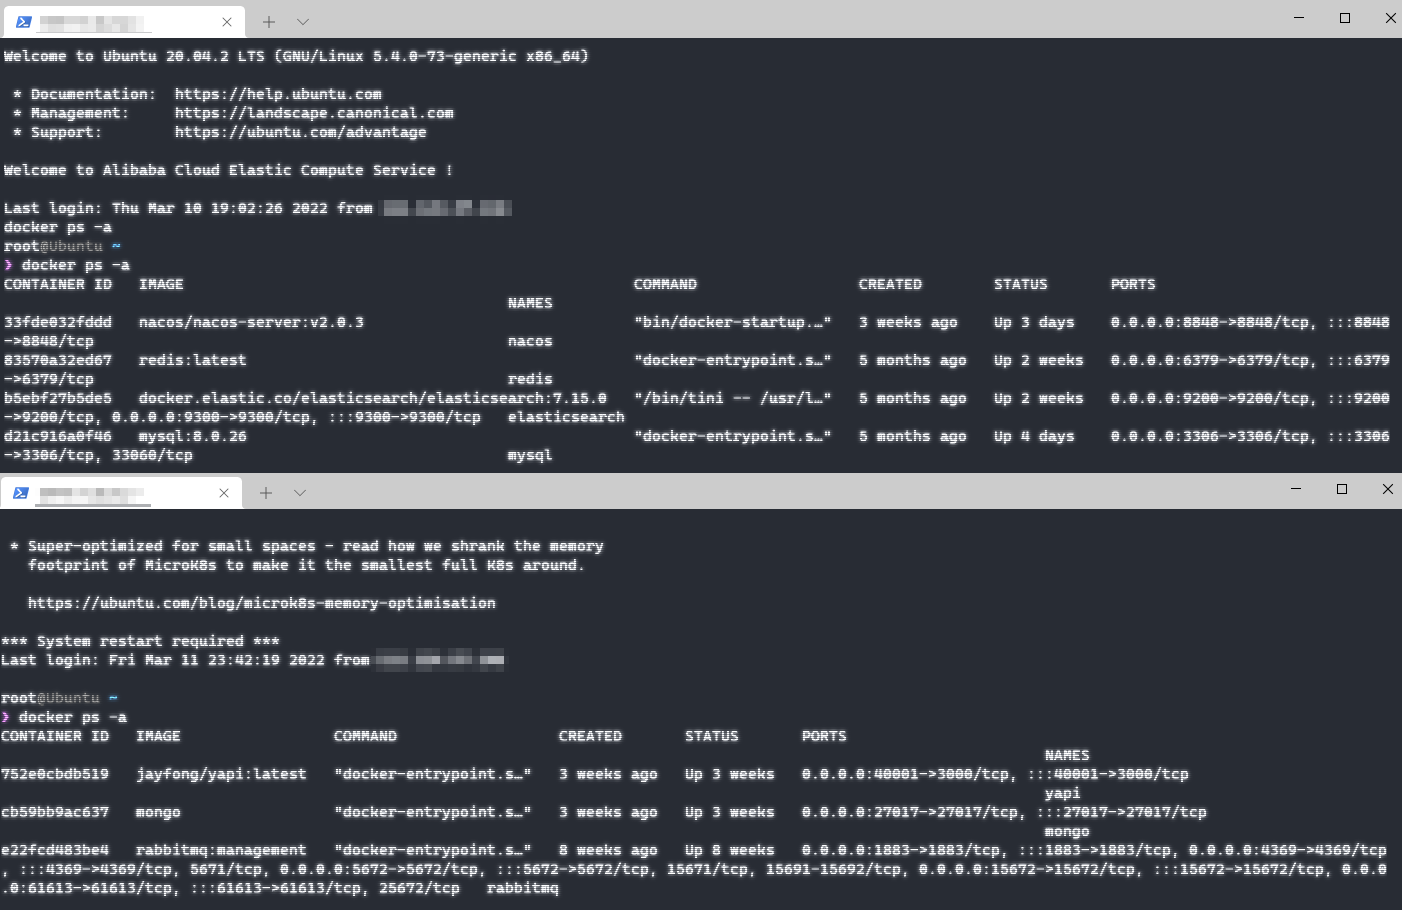 Welcome to Ubuntu 20.04.2 LTS (GNU/Linux 5.4.0-73-generic x86_64)
* Documentation:  https://help.ubuntu.com
* Management:     https://landscape.canonical.com
* Support:        https://ubuntu.com/advantage
Welcome to Alibaba Cloud Elastic Compute Service !
Last login: Thu Mar 10 19:02:26 2022 from
docker ps -a
root@Ubuntu ~
❯ docker ps -a
CONTAINER ID   IMAGE   COMMAND   CREATED   STATUS   PORTS
NAMES
33fde032fddd   nacos/nacos-server:v2.0.3   "bin/docker-startup.…"   3 weeks ago   Up 3 days   0.0.0.0:8848->8848/tcp, :::8848
->8848/tcp   nacos
83570a32ed67   redis:latest   "docker-entrypoint.s…"   5 months ago   Up 2 weeks   0.0.0.0:6379->6379/tcp, :::6379
->6379/tcp   redis
b5ebf27b5de5   docker.elastic.co/elasticsearch/elasticsearch:7.15.0   "/bin/tini -- /usr/l…"   5 months ago   Up 2 weeks   0.0.0.0:9200->9200/tcp, :::9200
->9200/tcp, 0.0.0.0:9300->9300/tcp, :::9300->9300/tcp   elasticsearch
d21c916a0f46   mysql:8.0.26   "docker-entrypoint.s…"   5 months ago   Up 4 days   0.0.0.0:3306->3306/tcp, :::3306
->3306/tcp, 33060/tcp   mysql
* Super-optimized for small spaces - read how we shrank the memory
footprint of MicroK8s to make it the smallest full K8s around.
https://ubuntu.com/blog/microk8s-memory-optimisation
*** System restart required ***
Last login: Fri Mar 11 23:42:19 2022 from
root@Ubuntu ~
❯ docker ps -a
CONTAINER ID   IMAGE   COMMAND   CREATED   STATUS   PORTS
NAMES
752e0cbdb519   jayfong/yapi:latest   "docker-entrypoint.s…"   3 weeks ago   Up 3 weeks   0.0.0.0:40001->3000/tcp, :::40001->3000/tcp
yapi
cb59bb9ac637   mongo   "docker-entrypoint.s…"   3 weeks ago   Up 3 weeks   0.0.0.0:27017->27017/tcp, :::27017->27017/tcp
mongo
e22fcd483be4   rabbitmq:management   "docker-entrypoint.s…"   8 weeks ago   Up 8 weeks   0.0.0.0:1883->1883/tcp, :::1883->1883/tcp, 0.0.0.0:4369->4369/tcp
, :::4369->4369/tcp, 5671/tcp, 0.0.0.0:5672->5672/tcp, :::5672->5672/tcp, 15671/tcp, 15691-15692/tcp, 0.0.0.0:15672->15672/tcp, :::15672->15672/tcp, 0.0.0
.0:61613->61613/tcp, :::61613->61613/tcp, 25672/tcp   rabbitmq